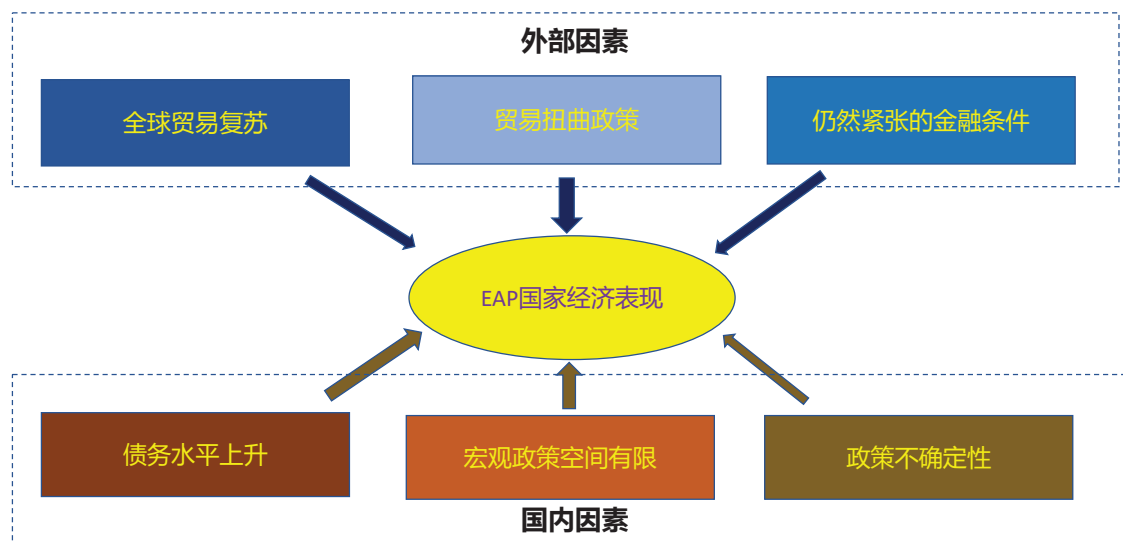 外部因素
全球贸易复苏
贸易扭曲政策
仍然紧张的金融条件
EAP国家经济表现
债务水平上升
宏观政策空间有限
政策不确定性
国内因素